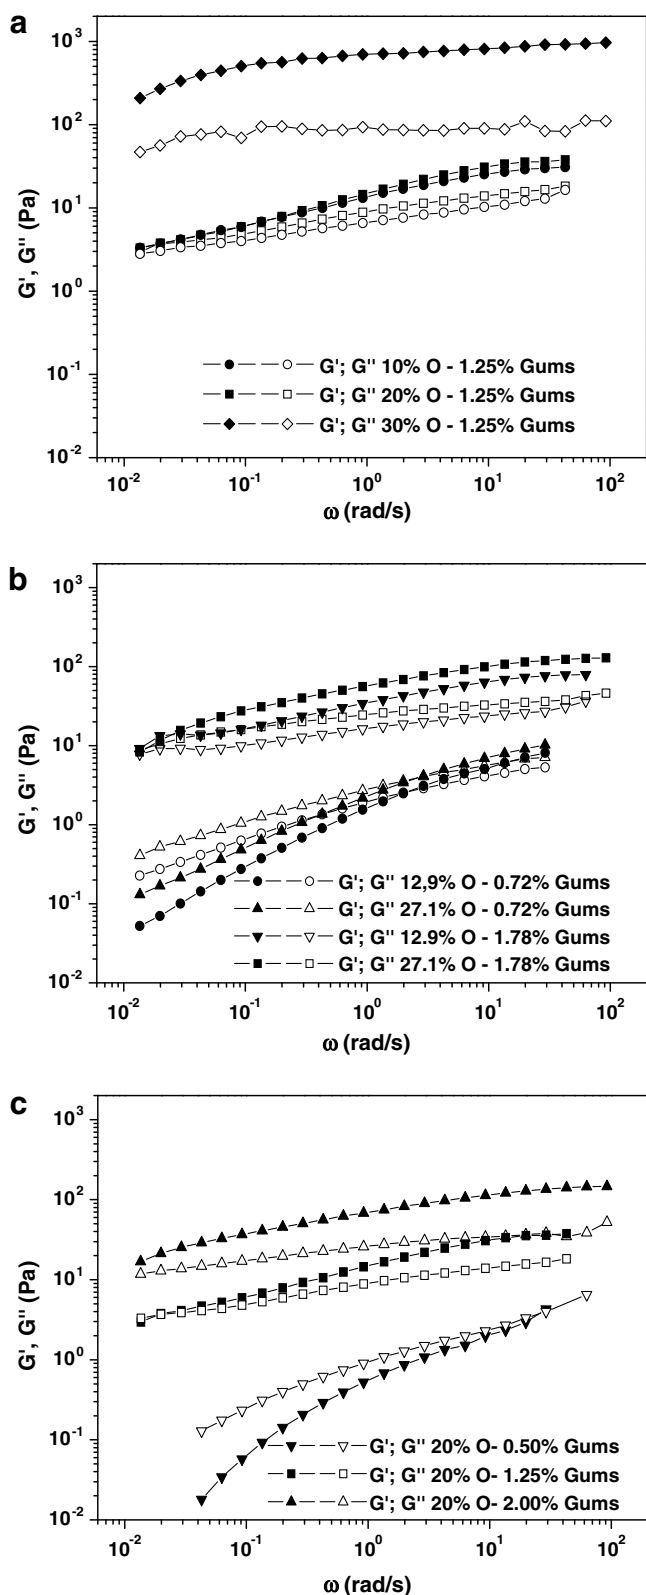 a
10³
10²
10¹
10⁰
10⁻¹
10⁻²
G', G'' (Pa)
G'; G'' 10% O - 1.25% Gums
G'; G'' 20% O - 1.25% Gums
G'; G'' 30% O - 1.25% Gums
10⁻² 10⁻¹ 10⁰ 10¹ 10²
ω (rad/s)
b
10³
10²
10¹
10⁰
10⁻¹
10⁻²
G', G'' (Pa)
G'; G'' 12,9% O - 0.72% Gums
G'; G'' 27.1% O - 0.72% Gums
G'; G'' 12.9% O - 1.78% Gums
G'; G'' 27.1% O - 1.78% Gums
10⁻² 10⁻¹ 10⁰ 10¹ 10²
ω (rad/s)
c
10³
10²
10¹
10⁰
10⁻¹
10⁻²
G', G'' (Pa)
G'; G'' 20% O- 0.50% Gums
G'; G'' 20% O- 1.25% Gums
G'; G'' 20% O- 2.00% Gums
10⁻² 10⁻¹ 10⁰ 10¹ 10²
ω (rad/s)